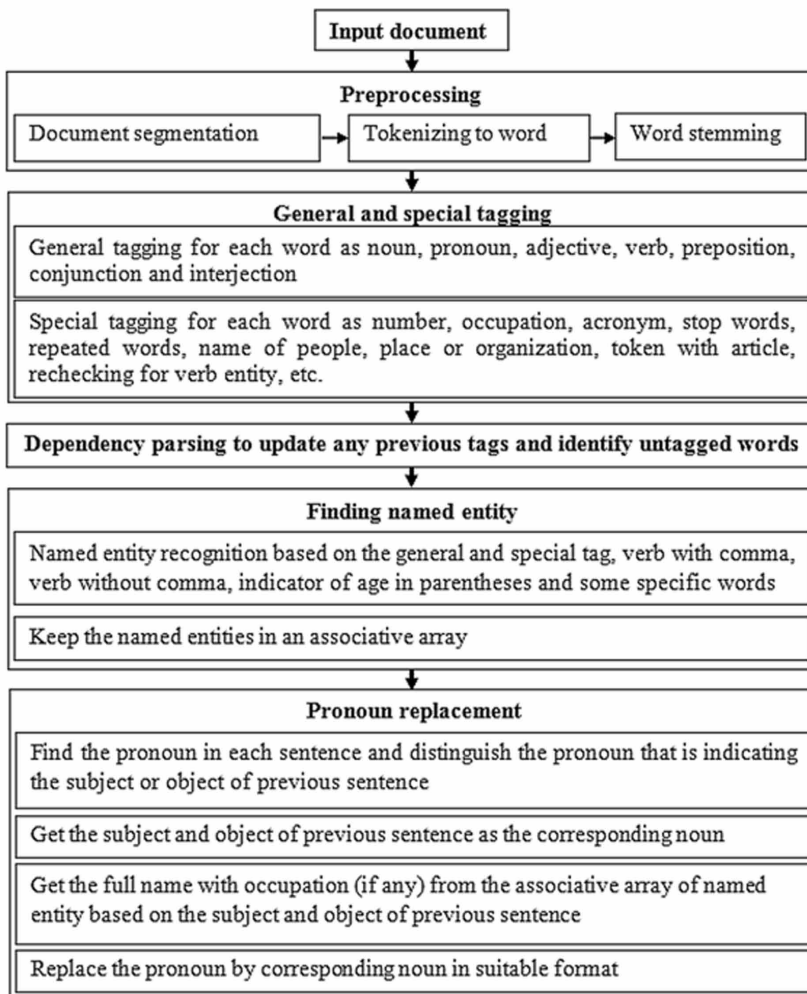 Input document
Preprocessing
Document segmentation
Tokenizing to word
Word stemming
General and special tagging
General tagging for each word as noun, pronoun, adjective, verb, preposition,
conjunction and interjection
Special tagging for each word as number, occupation, acronym, stop words,
repeated words, name of people, place or organization, token with article,
rechecking for verb entity, etc.
Dependency parsing to update any previous tags and identify untagged words
Finding named entity
Named entity recognition based on the general and special tag, verb with comma,
verb without comma, indicator of age in parentheses and some specific words
Keep the named entities in an associative array
Pronoun replacement
Find the pronoun in each sentence and distinguish the pronoun that is indicating
the subject or object of previous sentence
Get the subject and object of previous sentence as the corresponding noun
Get the full name with occupation (if any) from the associative array of named
entity based on the subject and object of previous sentence
Replace the pronoun by corresponding noun in suitable format